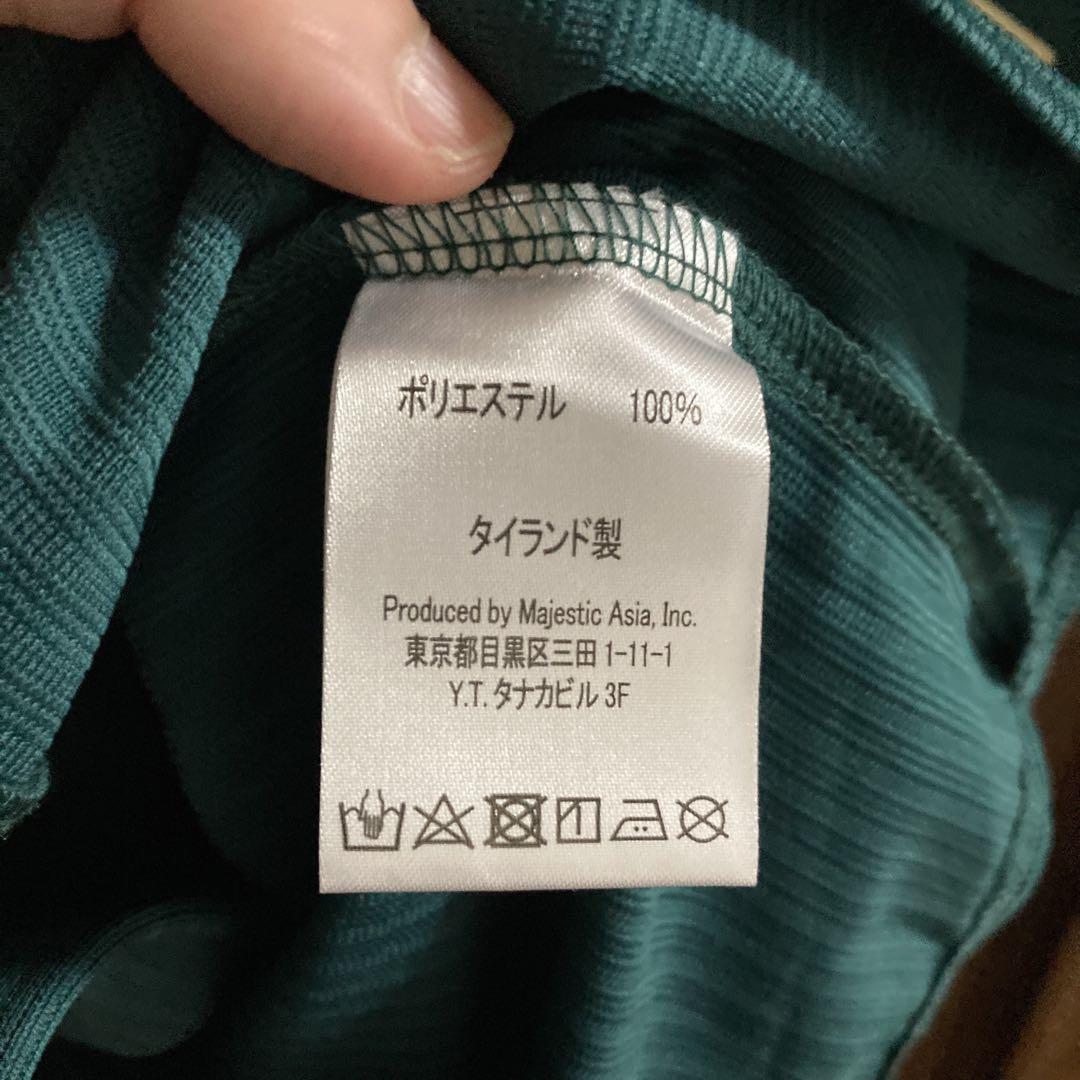 ポリエステル 100%
タイランド製
Produced by Majestic Asia, Inc.
東京都目黒区三田1-11-1
Y.T.タナカビル 3F